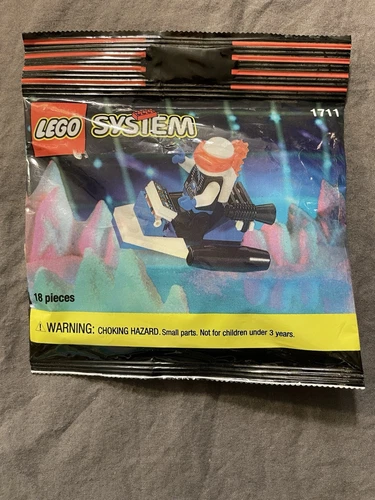 1711
LEGO SYSTEM
18 pieces
⚠ WARNING: CHOKING HAZARD. Small parts. Not for children under 3 years.